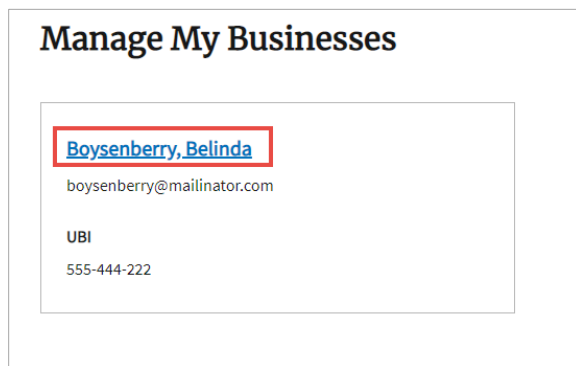 Manage My Businesses
Boysenberry, Belinda
boysenberry@mailinator.com
UBI
555-444-222